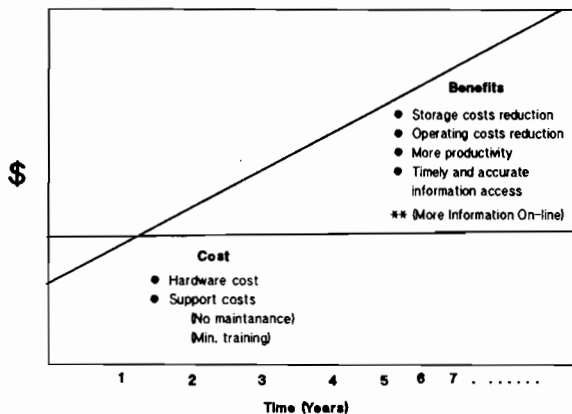 Benefits
● Storage costs reduction
● Operating costs reduction
● More productivity
● Timely and accurate
information access
** (More Information On-line)
$
Cost
● Hardware cost
● Support costs
(No maintanance)
(Min. training)
1 2 3 4 5 6 7 . . . . . . .
Time (Years)